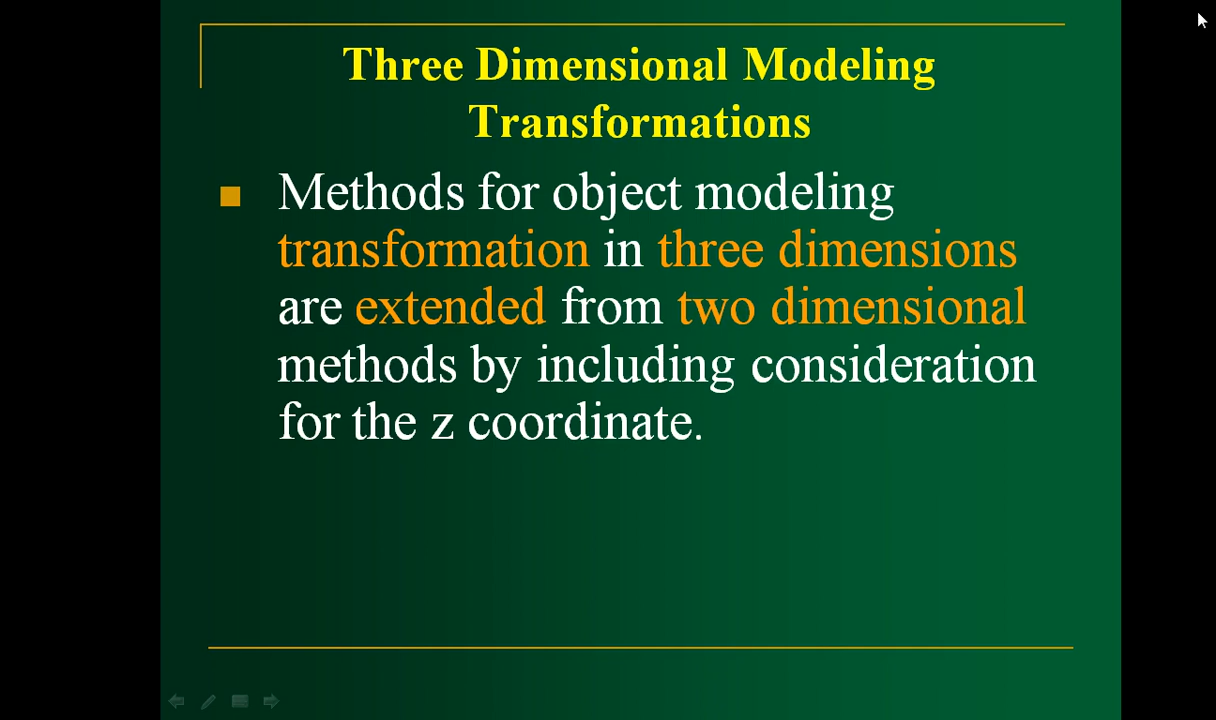 Three Dimensional Modeling
Transformations
Methods for object modeling
transformation in three dimensions
are extended from two dimensional
methods by including consideration
for the z coordinate.